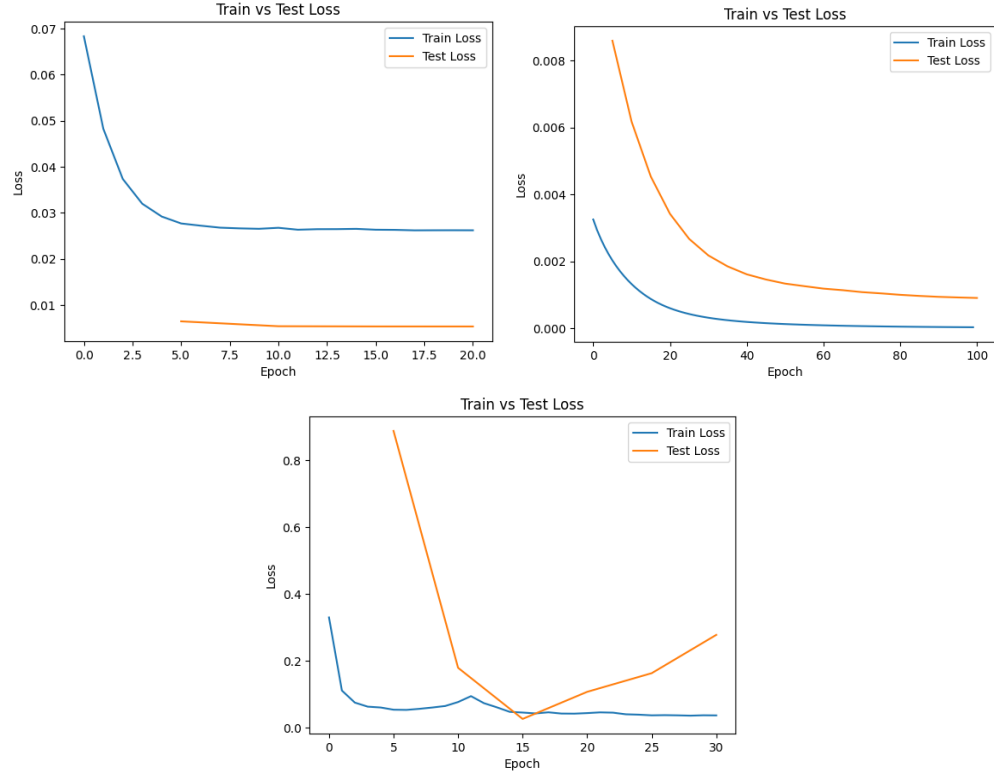 Train vs Test Loss
Train Loss
Test Loss
0.07
0.06
0.05
0.04
0.03
0.02
0.01
Loss
0.0 2.5 5.0 7.5 10.0 12.5 15.0 17.5 20.0
Epoch
Train vs Test Loss
Train Loss
Test Loss
0.008
0.006
0.004
0.002
0.000
Loss
0 20 40 60 80 100
Epoch
Train vs Test Loss
Train Loss
Test Loss
0.8
0.6
0.4
0.2
0.0
Loss
0 5 10 15 20 25 30
Epoch